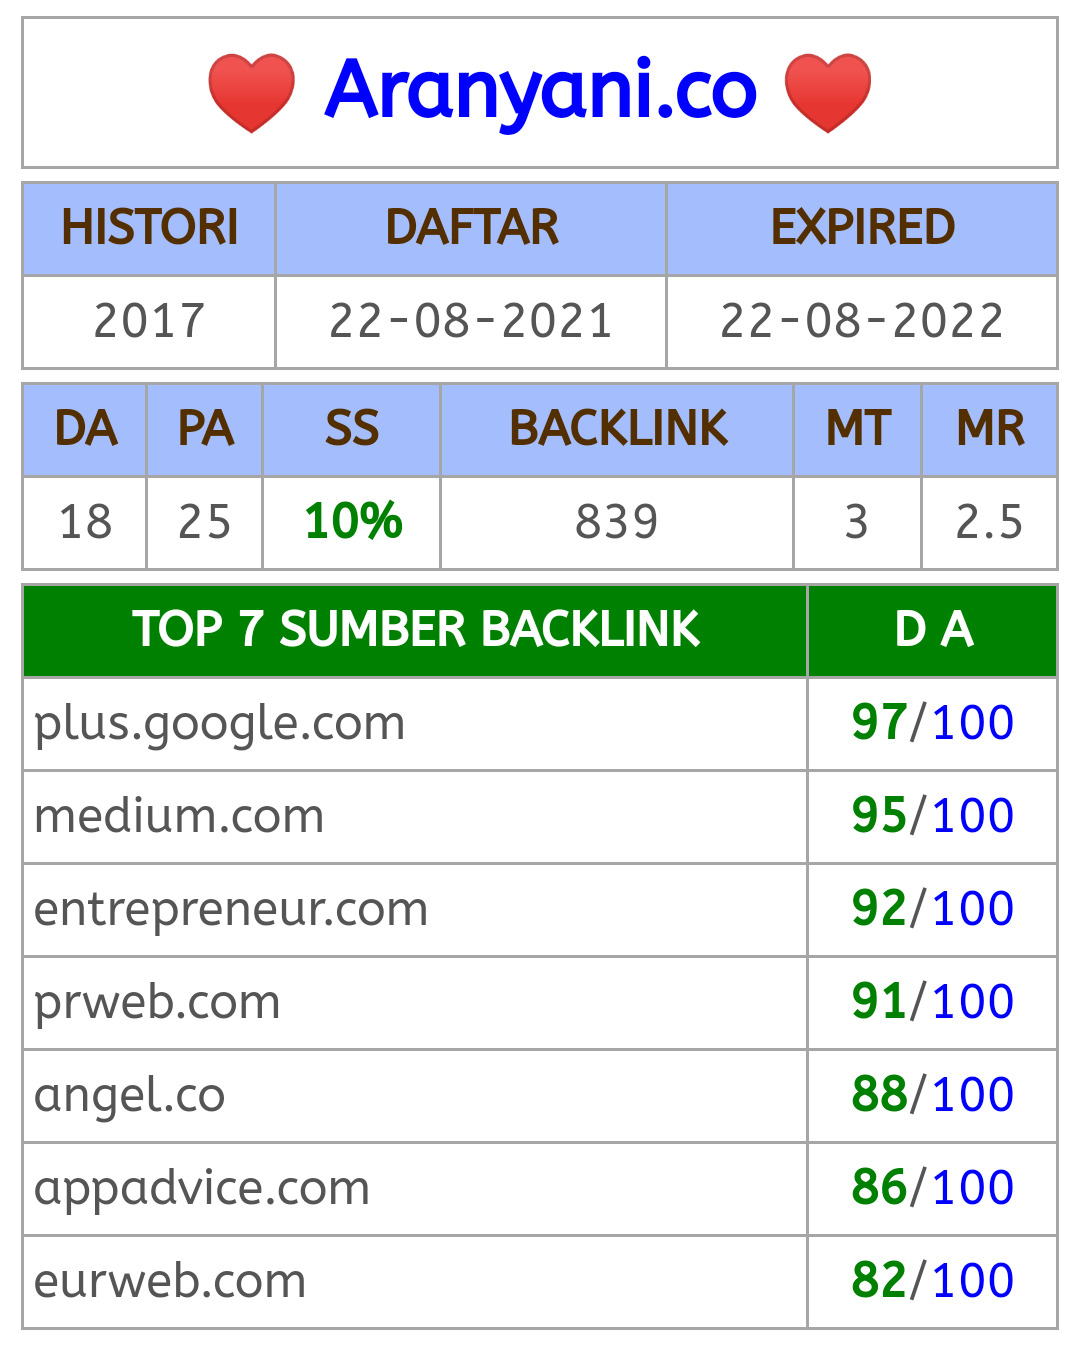 ❤️ Aranyani.co ❤️
HISTORI DAFTAR EXPIRED
2017 22-08-2021 22-08-2022
DA PA SS BACKLINK MT MR
18 25 10% 839 3 2.5
TOP 7 SUMBER BACKLINK D A
plus.google.com 97/100
medium.com 95/100
entrepreneur.com 92/100
prweb.com 91/100
angel.co 88/100
appadvice.com 86/100
eurweb.com 82/100